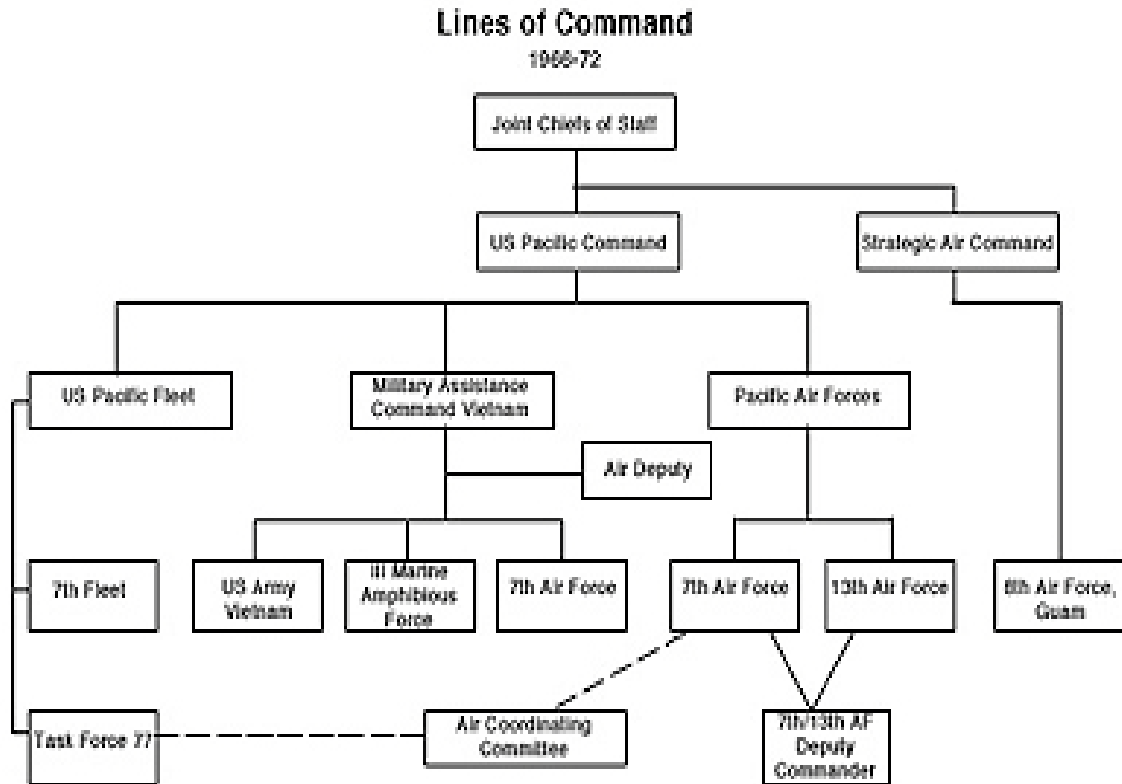 Lines of Command
1966-72
Joint Chiefs of Staff
US Pacific Command
Strategic Air Command
US Pacific Fleet
Military Assistance
Command Vietnam
Pacific Air Forces
Air Deputy
7th Fleet
US Army
Vietnam
III Marine
Amphibious
Force
7th Air Force
7th Air Force
13th Air Force
8th Air Force,
Guam
Task Force 77
Air Coordinating
Committee
7th/13th AF
Deputy
Commander